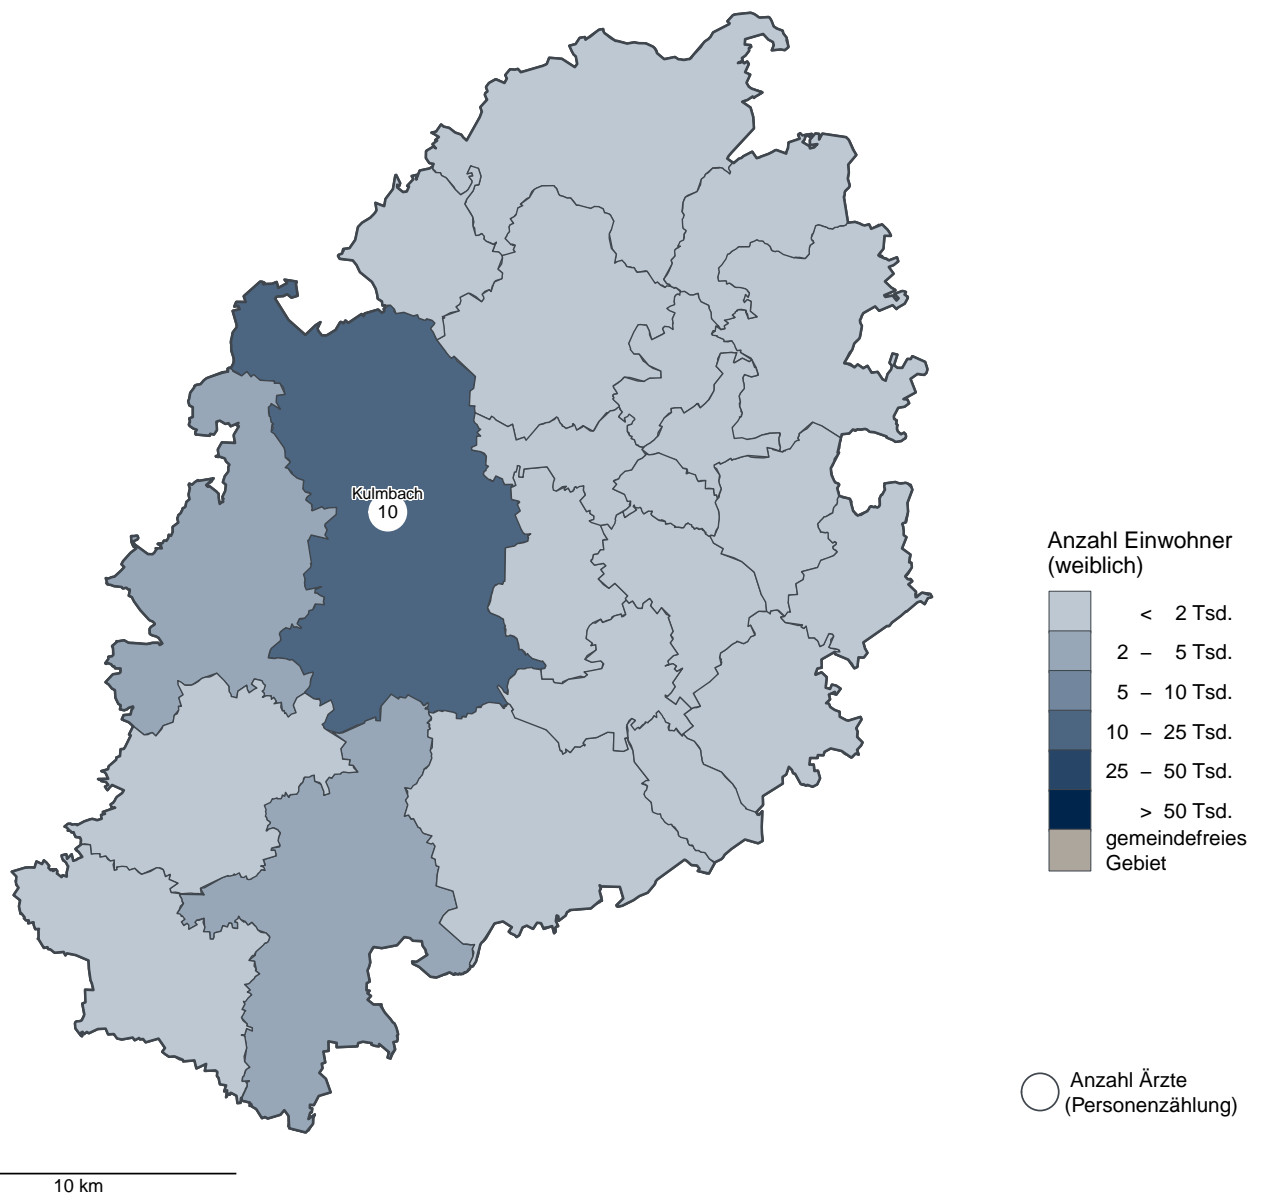 Kulmbach
10
Anzahl Einwohner
(weiblich)
< 2 Tsd.
2 – 5 Tsd.
5 – 10 Tsd.
10 – 25 Tsd.
25 – 50 Tsd.
> 50 Tsd.
gemeindefreies
Gebiet
Anzahl Ärzte
(Personenzählung)
10 km